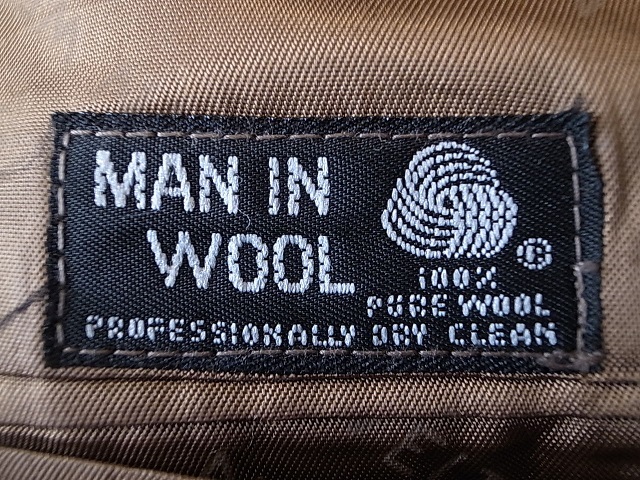 MAN IN
WOOL
®
100%
PURE WOOL
PROFESSIONALLY DRY CLEAN